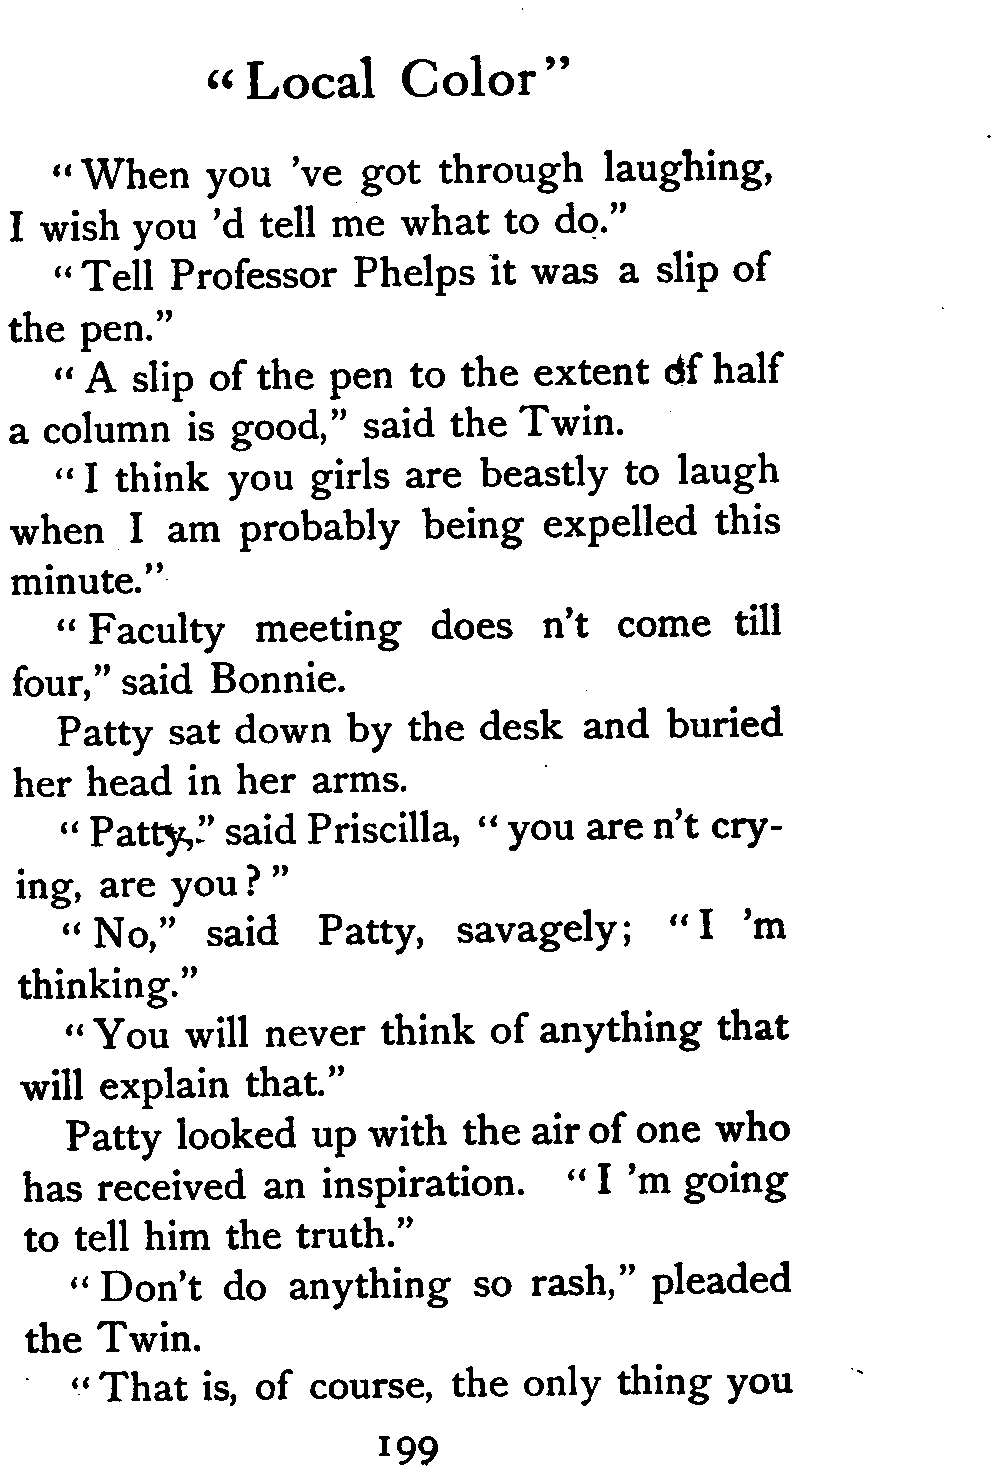 “Local Color”
“When you 've got through laughing,
I wish you 'd tell me what to do.”
“Tell Professor Phelps it was a slip of
the pen.”
“A slip of the pen to the extent of half
a column is good,” said the Twin.
“I think you girls are beastly to laugh
when I am probably being expelled this
minute.”
“Faculty meeting does n't come till
four,” said Bonnie.
Patty sat down by the desk and buried
her head in her arms.
“Patty,” said Priscilla, “you are n't cry-
ing, are you?”
“No,” said Patty, savagely; “I 'm
thinking.”
“You will never think of anything that
will explain that.”
Patty looked up with the air of one who
has received an inspiration. “I 'm going
to tell him the truth.”
“Don't do anything so rash,” pleaded
the Twin.
“That is, of course, the only thing you
199